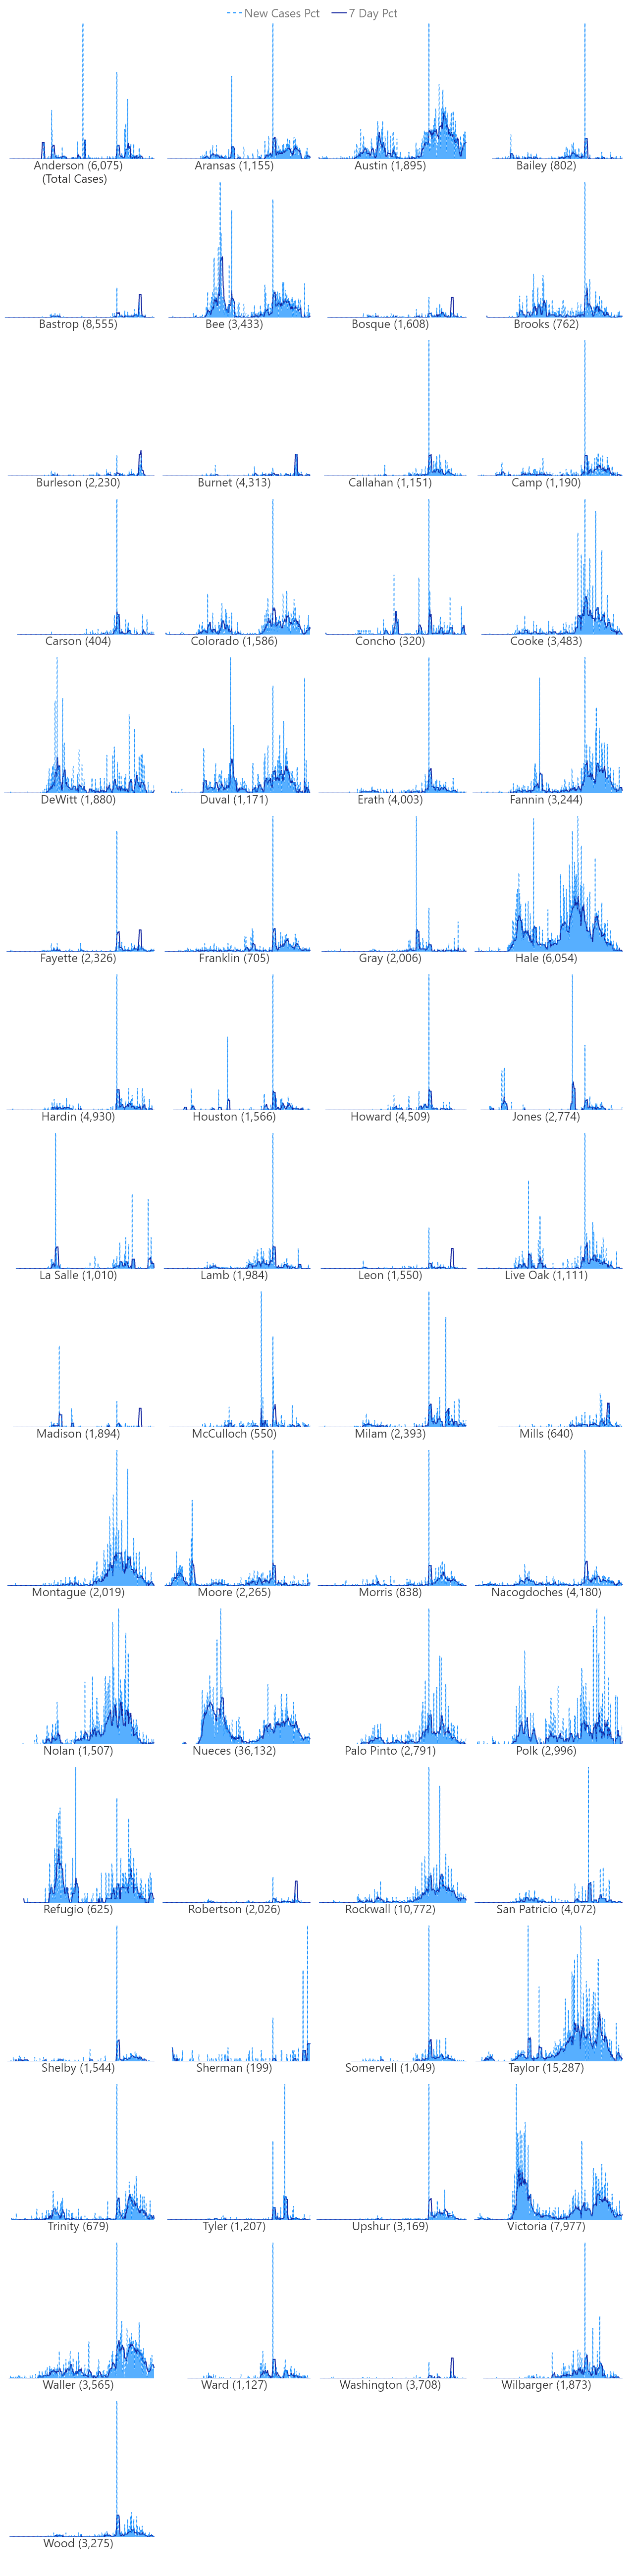 New Cases Pct 7 Day Pct
Anderson (6,075) Aransas (1,155) Austin (1,895) Bailey (802)
(Total Cases)
Bastrop (8,555) Bee (3,433) Bosque (1,608) Brooks (762)
Burleson (2,230) Burnet (4,313) Callahan (1,151) Camp (1,190)
Carson (404) Colorado (1,586) Concho (320) Cooke (3,483)
DeWitt (1,880) Duval (1,171) Erath (4,003) Fannin (3,244)
Fayette (2,326) Franklin (705) Gray (2,006) Hale (6,054)
Hardin (4,930) Houston (1,566) Howard (4,509) Jones (2,774)
La Salle (1,010) Lamb (1,984) Leon (1,550) Live Oak (1,111)
Madison (1,894) McCulloch (550) Milam (2,393) Mills (640)
Montague (2,019) Moore (2,265) Morris (838) Nacogdoches (4,180)
Nolan (1,507) Nueces (36,132) Palo Pinto (2,791) Polk (2,996)
Refugio (625) Robertson (2,026) Rockwall (10,772) San Patricio (4,072)
Shelby (1,544) Sherman (199) Somervell (1,049) Taylor (15,287)
Trinity (679) Tyler (1,207) Upshur (3,169) Victoria (7,977)
Waller (3,565) Ward (1,127) Washington (3,708) Wilbarger (1,873)
Wood (3,275)